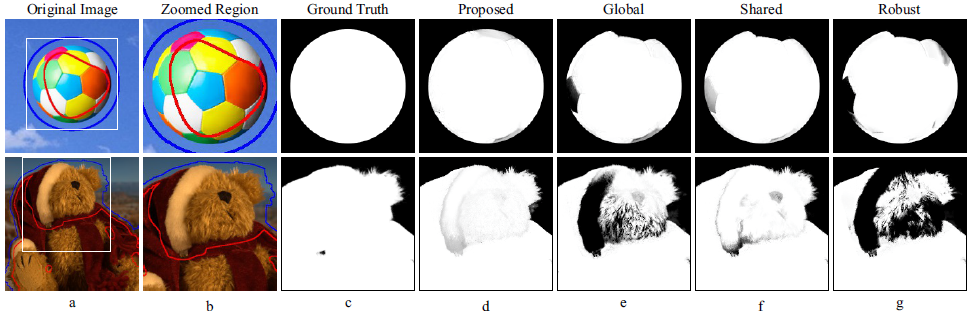 Original Image Zoomed Region Ground Truth Proposed Global Shared Robust
a b c d e f g